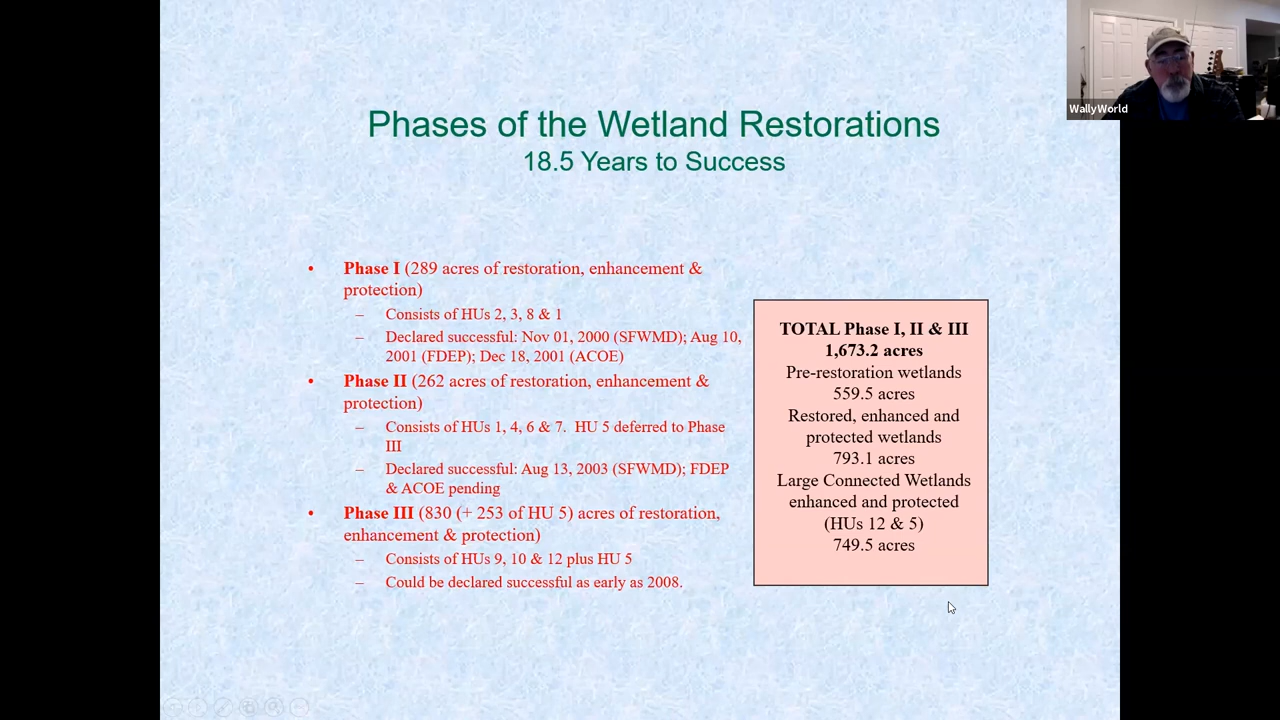 WallyWorld
Phases of the Wetland Restorations
18.5 Years to Success
• Phase I (289 acres of restoration, enhancement &
protection)
– Consists of HUs 2, 3, 8 & 1
– Declared successful: Nov 01, 2000 (SFWMD); Aug 10,
2001 (FDEP); Dec 18, 2001 (ACOE)
• Phase II (262 acres of restoration, enhancement &
protection)
– Consists of HUs 1, 4, 6 & 7.  HU 5 deferred to Phase
III
– Declared successful: Aug 13, 2003 (SFWMD); FDEP
& ACOE pending
• Phase III (830 (+ 253 of HU 5) acres of restoration,
enhancement & protection)
– Consists of HUs 9, 10 & 12 plus HU 5
– Could be declared successful as early as 2008.
TOTAL Phase I, II & III
1,673.2 acres
Pre-restoration wetlands
559.5 acres
Restored, enhanced and
protected wetlands
793.1 acres
Large Connected Wetlands
enhanced and protected
(HUs 12 & 5)
749.5 acres